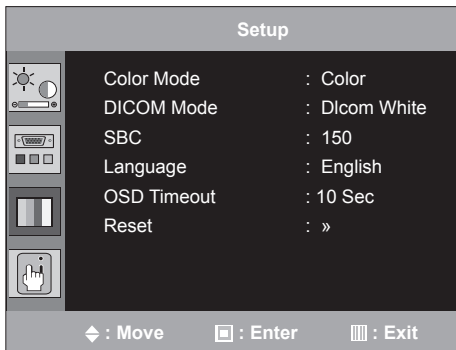 Setup
Color Mode : Color
DICOM Mode : DIcom White
SBC : 150
Language : English
OSD Timeout : 10 Sec
Reset : »
: Move : Enter : Exit